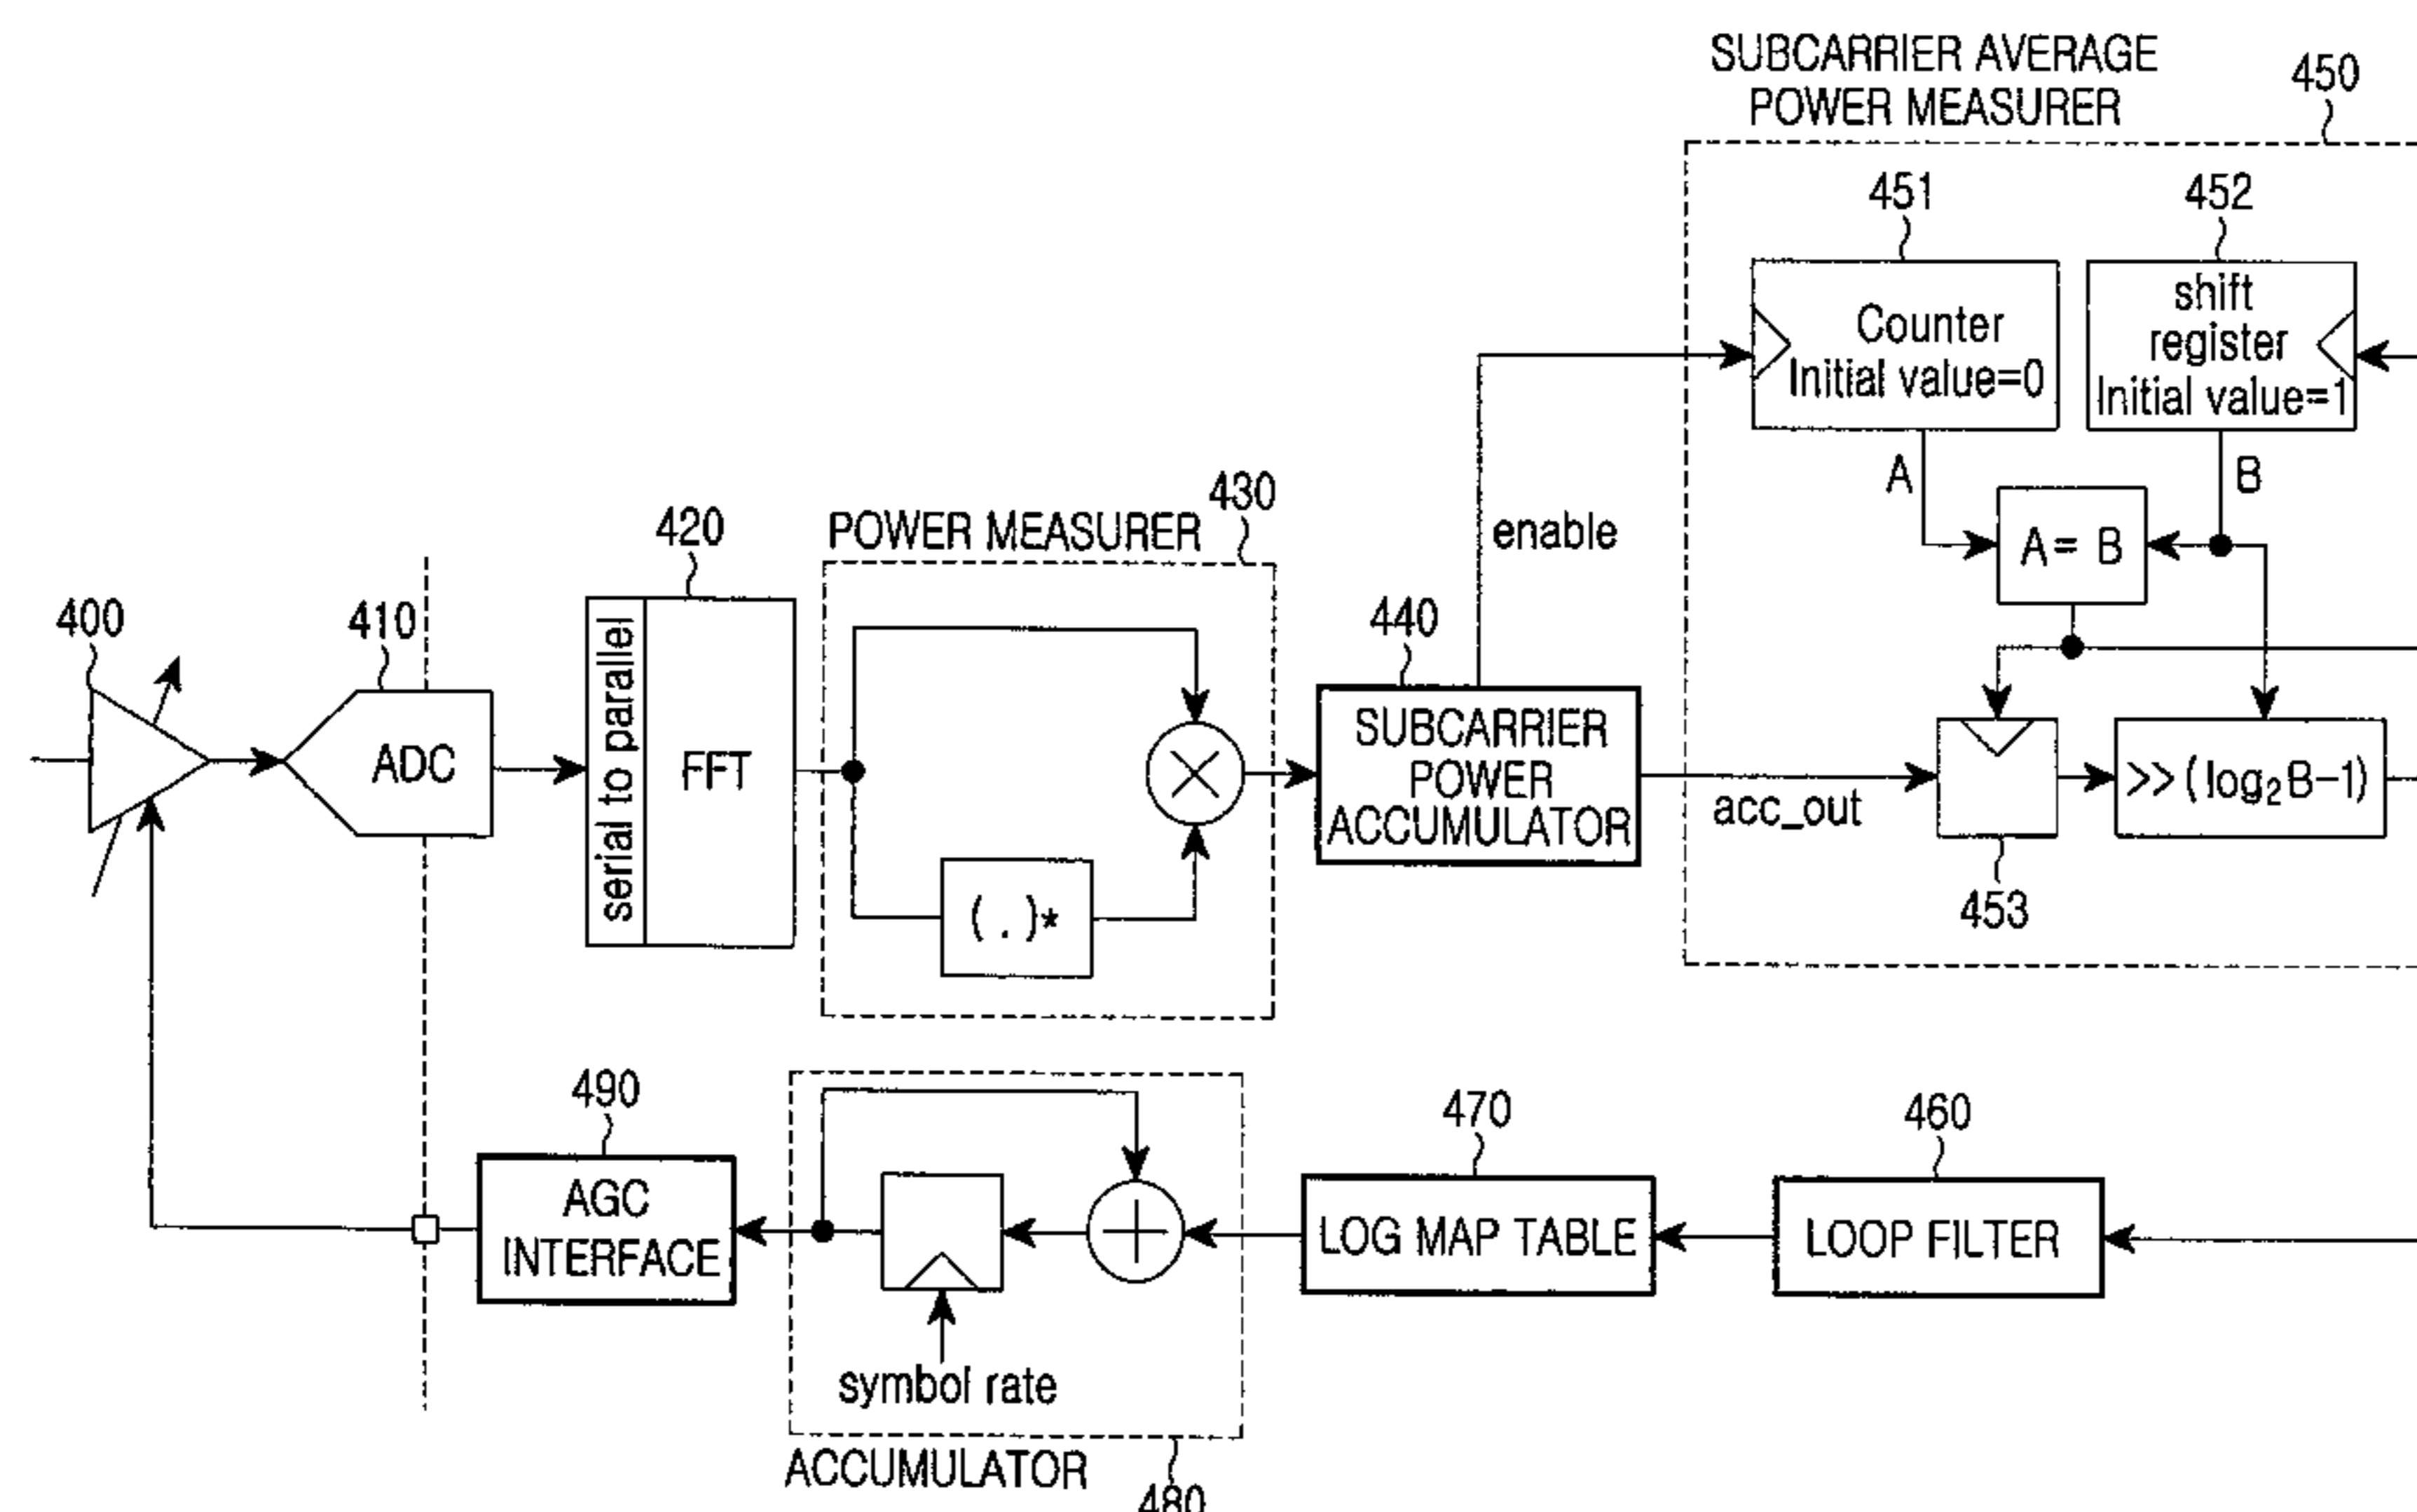 SUBCARRIER AVERAGE
POWER MEASURER
450
451
452
Counter
Initial value=0
shift
register
Initial value=1
A
B
A= B
enable
430
POWER MEASURER
420
400
410
440
ADC
serial to parallel
FFT
SUBCARRIER
POWER
ACCUMULATOR
acc_out
>>(log₂B-1)
453
(.)*
490
470
460
AGC
INTERFACE
LOG MAP TABLE
LOOP FILTER
symbol rate
ACCUMULATOR
480